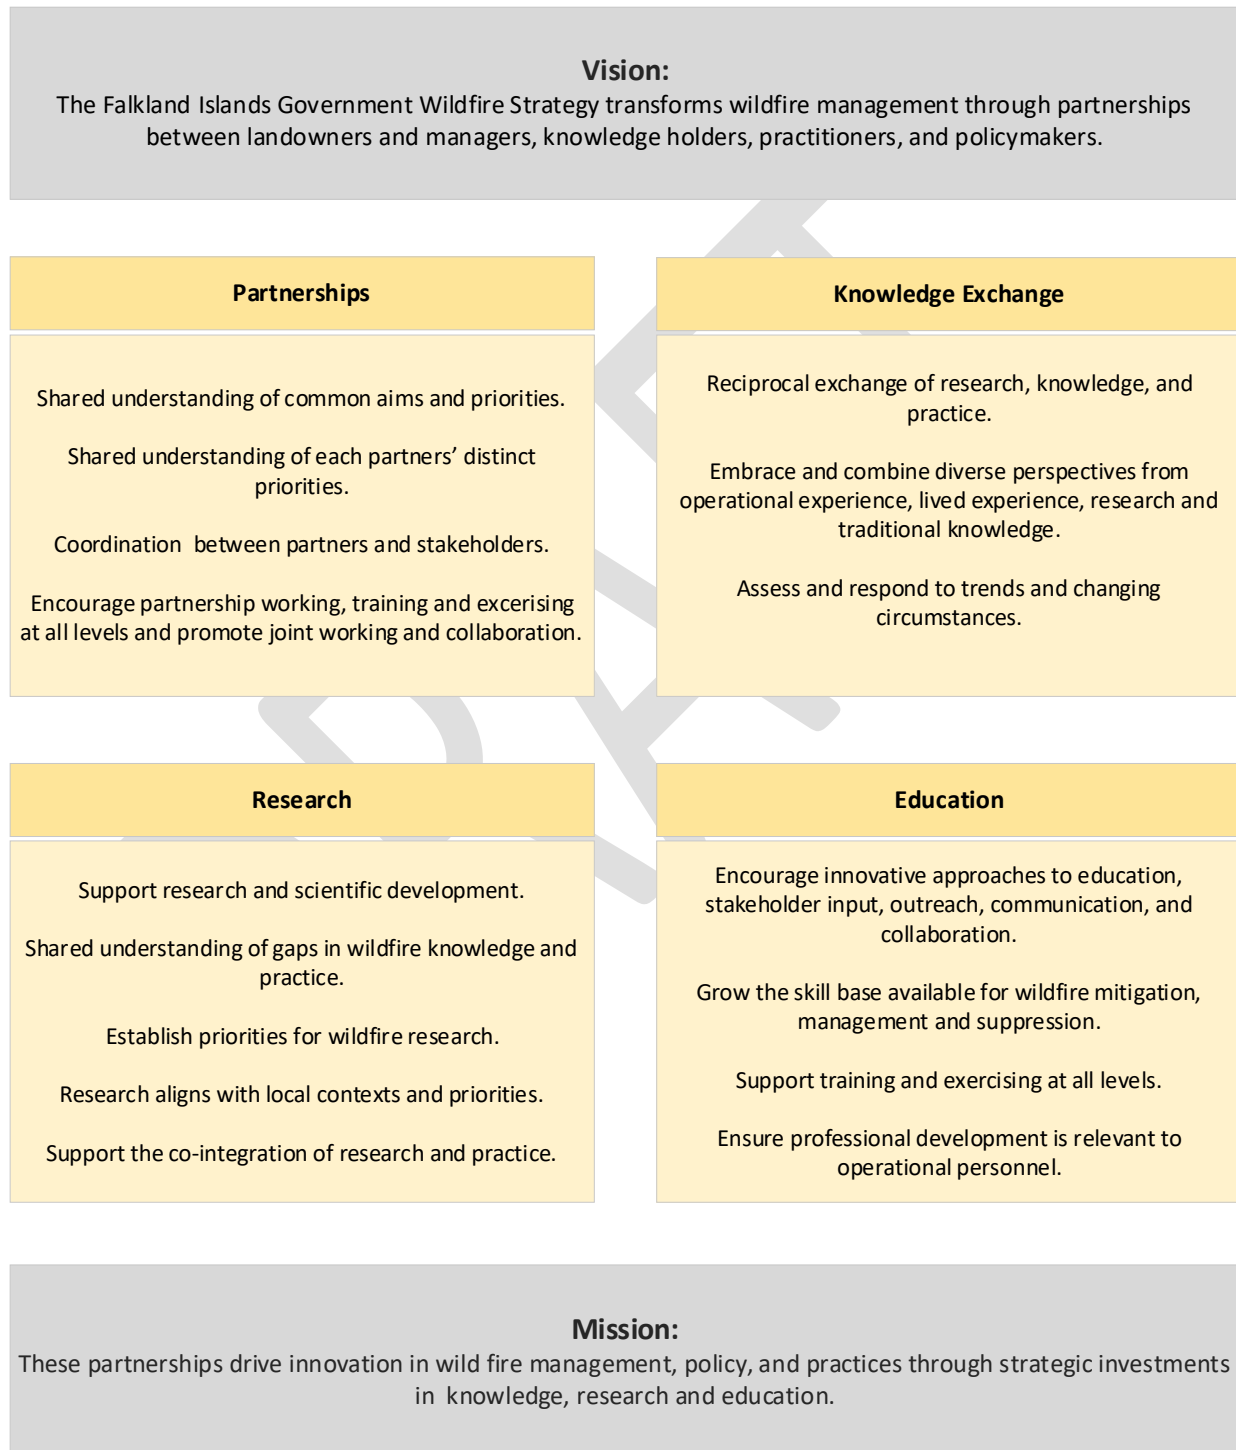 Vision:
The Falkland Islands Government Wildfire Strategy transforms wildfire management through partnerships
between landowners and managers, knowledge holders, practitioners, and policymakers.
Partnerships
Shared understanding of common aims and priorities.
Shared understanding of each partners’ distinct
priorities.
Coordination  between partners and stakeholders.
Encourage partnership working, training and excerising
at all levels and promote joint working and collaboration.
Knowledge Exchange
Reciprocal exchange of research, knowledge, and
practice.
Embrace and combine diverse perspectives from
operational experience, lived experience, research and
traditional knowledge.
Assess and respond to trends and changing
circumstances.
Research
Support research and scientific development.
Shared understanding of gaps in wildfire knowledge and
practice.
Establish priorities for wildfire research.
Research aligns with local contexts and priorities.
Support the co-integration of research and practice.
Education
Encourage innovative approaches to education,
stakeholder input, outreach, communication, and
collaboration.
Grow the skill base available for wildfire mitigation,
management and suppression.
Support training and exercising at all levels.
Ensure professional development is relevant to
operational personnel.
Mission:
These partnerships drive innovation in wild fire management, policy, and practices through strategic investments
in  knowledge, research and education.
DRAFT